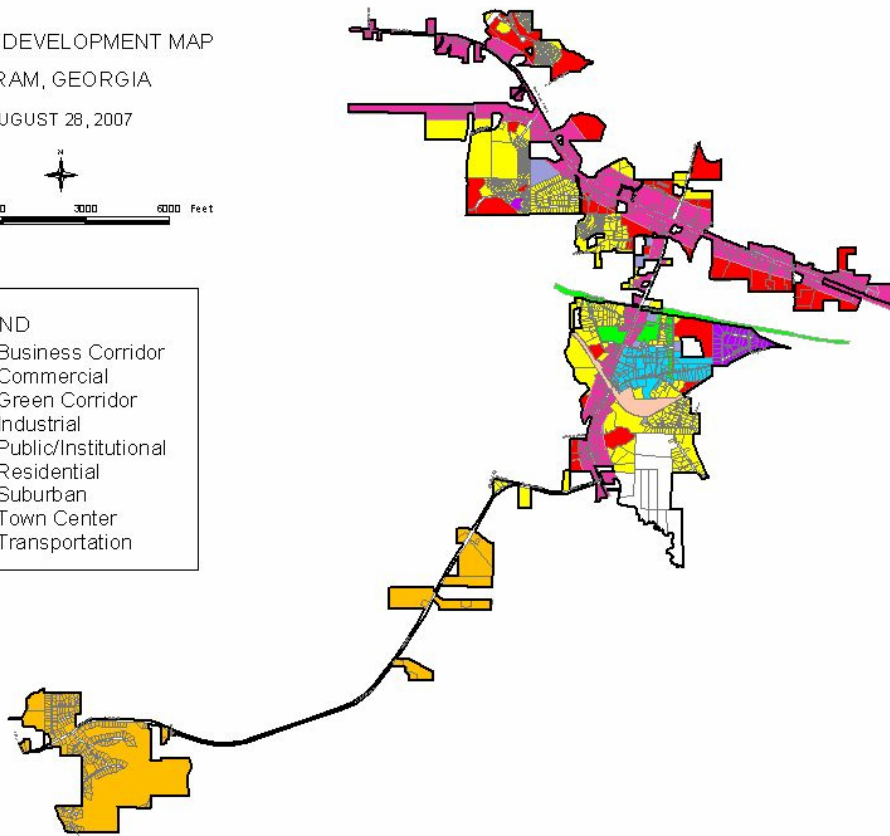 DEVELOPMENT MAP
RAM, GEORGIA
UGUST 28, 2007
N
0 3000 6000 Feet
ND
Business Corridor
Commercial
Green Corridor
Industrial
Public/Institutional
Residential
Suburban
Town Center
Transportation